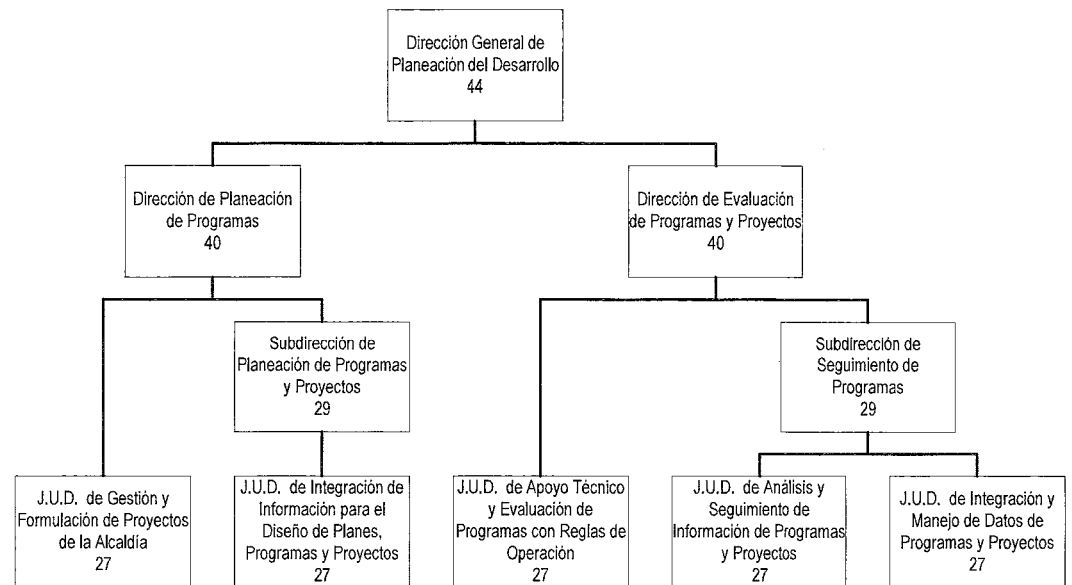 Dirección General de
Planeación del Desarrollo
44
Dirección de Planeación
de Programas
40
Dirección de Evaluación
de Programas y Proyectos
40
Subdirección de
Planeación de Programas
y Proyectos
29
Subdirección de
Seguimiento de
Programas
29
J.U.D. de Gestión y
Formulación de Proyectos
de la Alcaldía
27
J.U.D. de Integración de
Información para el
Diseño de Planes,
Programas y Proyectos
27
J.U.D. de Apoyo Técnico
y Evaluación de
Programas con Reglas de
Operación
27
J.U.D. de Análisis y
Seguimiento de
Información de Programas
y Proyectos
27
J.U.D. de Integración y
Manejo de Datos de
Programas y Proyectos
27